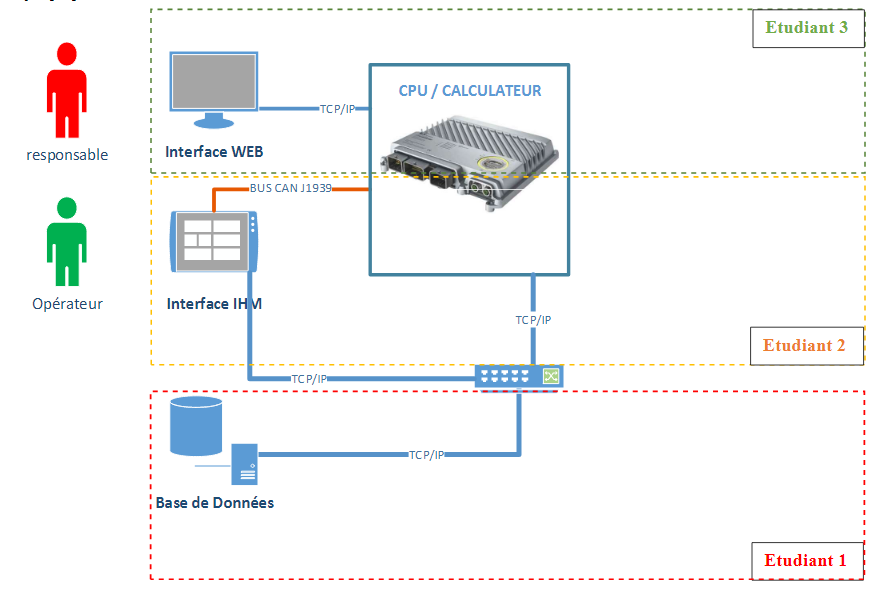 Etudiant 3
CPU / CALCULATEUR
TCP/IP
responsable
Interface WEB
BUS CAN J1939
Opérateur
Interface IHM
TCP/IP
Etudiant 2
TCP/IP
TCP/IP
Base de Données
Etudiant 1